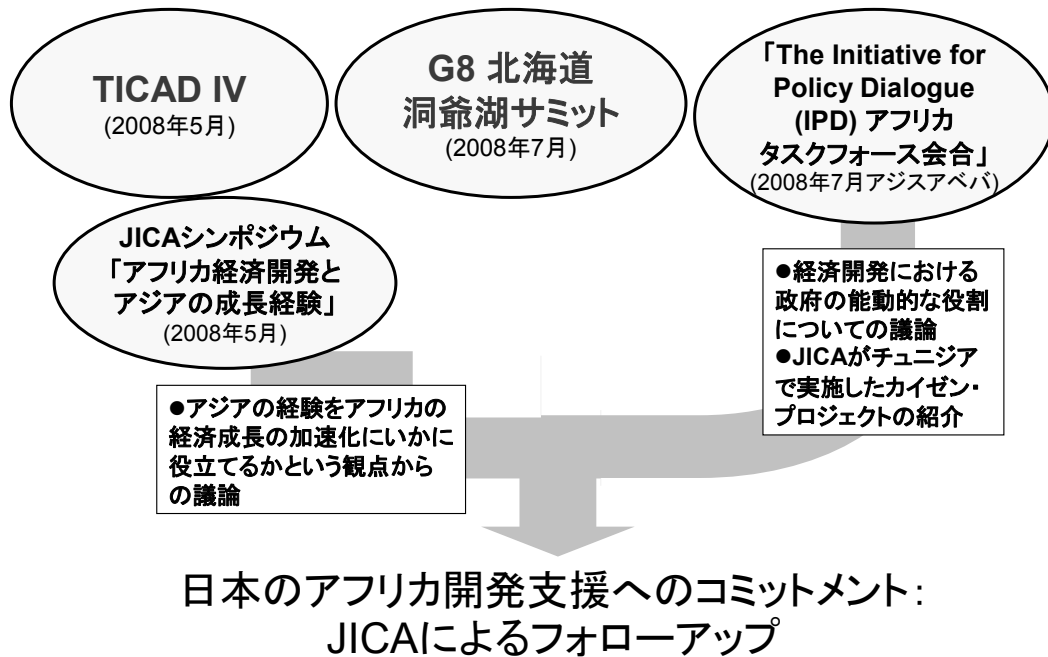 TICAD IV
(2008年5月)
G8 北海道
洞爺湖サミット
(2008年7月)
「The Initiative for
Policy Dialogue
(IPD) アフリカ
タスクフォース会合」
(2008年7月アジスアベバ)
JICAシンポジウム
「アフリカ経済開発と
アジアの成長経験」
(2008年5月)
●経済開発における
政府の能動的な役割
についての議論
●JICAがチュニジア
で実施したカイゼン・
プロジェクトの紹介
●アジアの経験をアフリカの
経済成長の加速化にいかに
役立てるかという観点から
の議論
日本のアフリカ開発支援へのコミットメント：
JICAによるフォローアップ